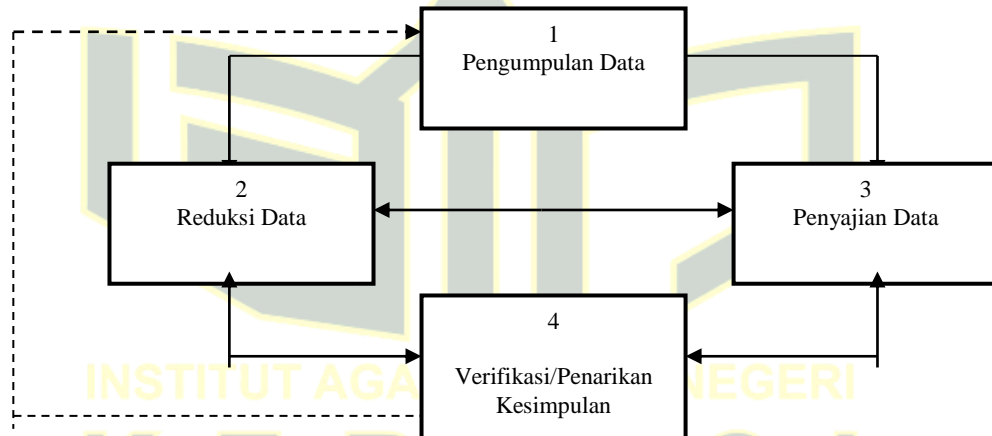 1
Pengumpulan Data
2
Reduksi Data
3
Penyajian Data
4
Verifikasi/Penarikan
Kesimpulan
INSTITUT AGA
NEGERI